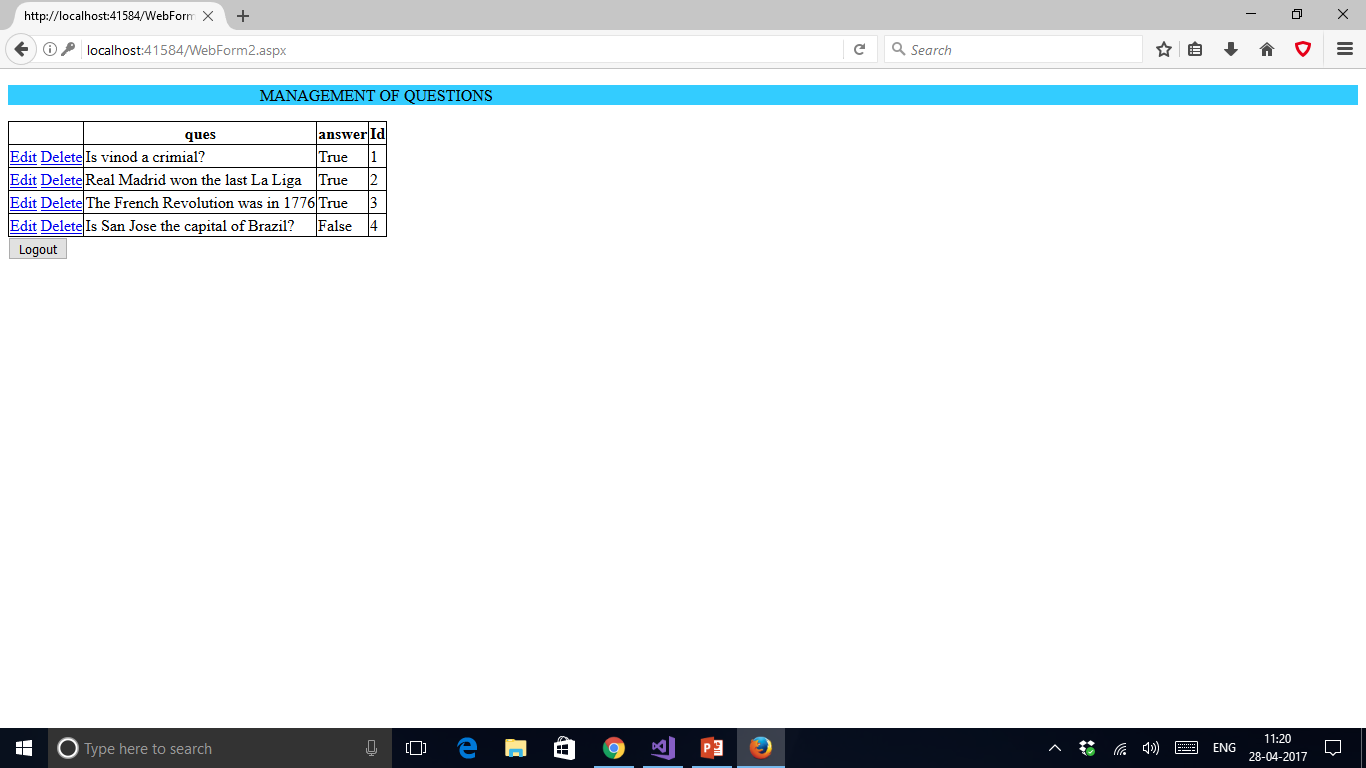 http://localhost:41584/WebForm
localhost:41584/WebForm2.aspx
Search
MANAGEMENT OF QUESTIONS
ques answer Id
Edit Delete Is vinod a crimial? True 1
Edit Delete Real Madrid won the last La Liga True 2
Edit Delete The French Revolution was in 1776 True 3
Edit Delete Is San Jose the capital of Brazil? False 4
Logout
Type here to search
ENG
11:20
28-04-2017